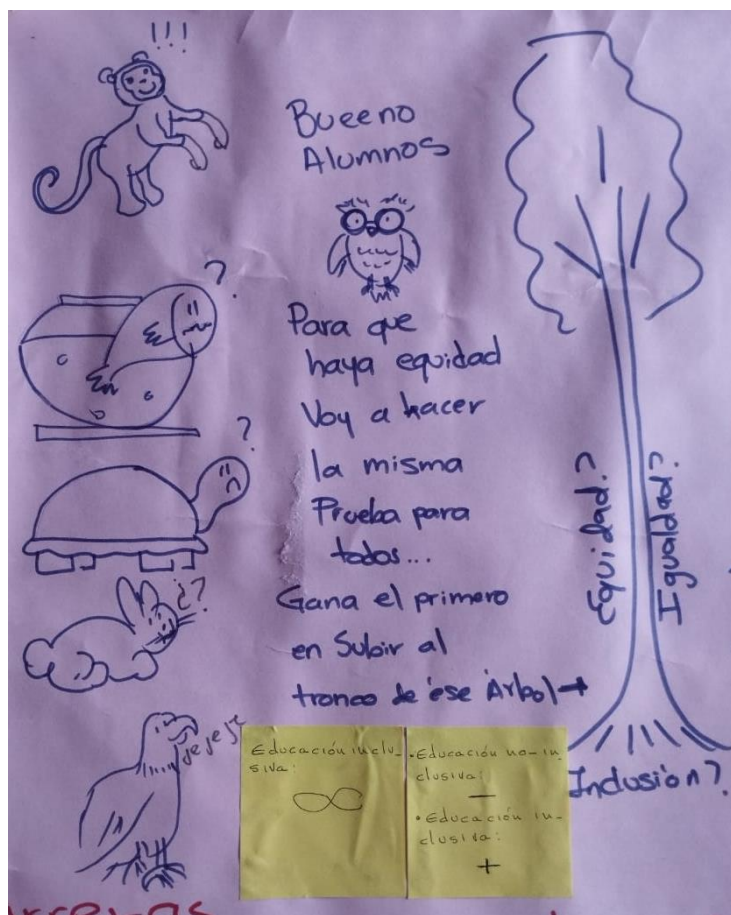 !!!
Bueeno
Alumnos
?
Para que
haya equidad
Voy a hacer
la misma
Prueba para
todos...
Gana el primero
en Subir al
tronco de ese Arbol →
?
¿?
jejeje
Equidad?
Igualdad?
Inclusión?
Educación inclu-
siva:
∞
• Educación no-in
clusiva:
—
• Educación in-
clusiva:
+